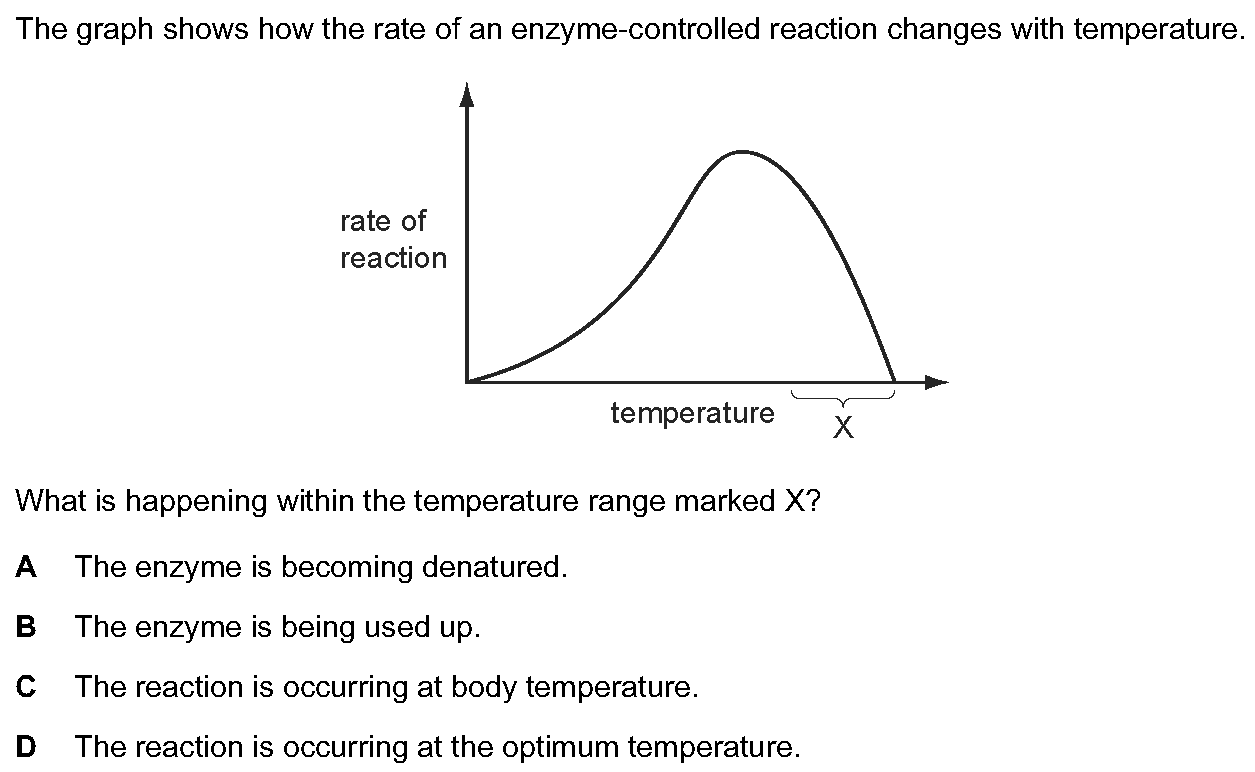 The graph shows how the rate of an enzyme-controlled reaction changes with temperature.
rate of
reaction
temperature
X
What is happening within the temperature range marked X?
A The enzyme is becoming denatured.
B The enzyme is being used up.
C The reaction is occurring at body temperature.
D The reaction is occurring at the optimum temperature.